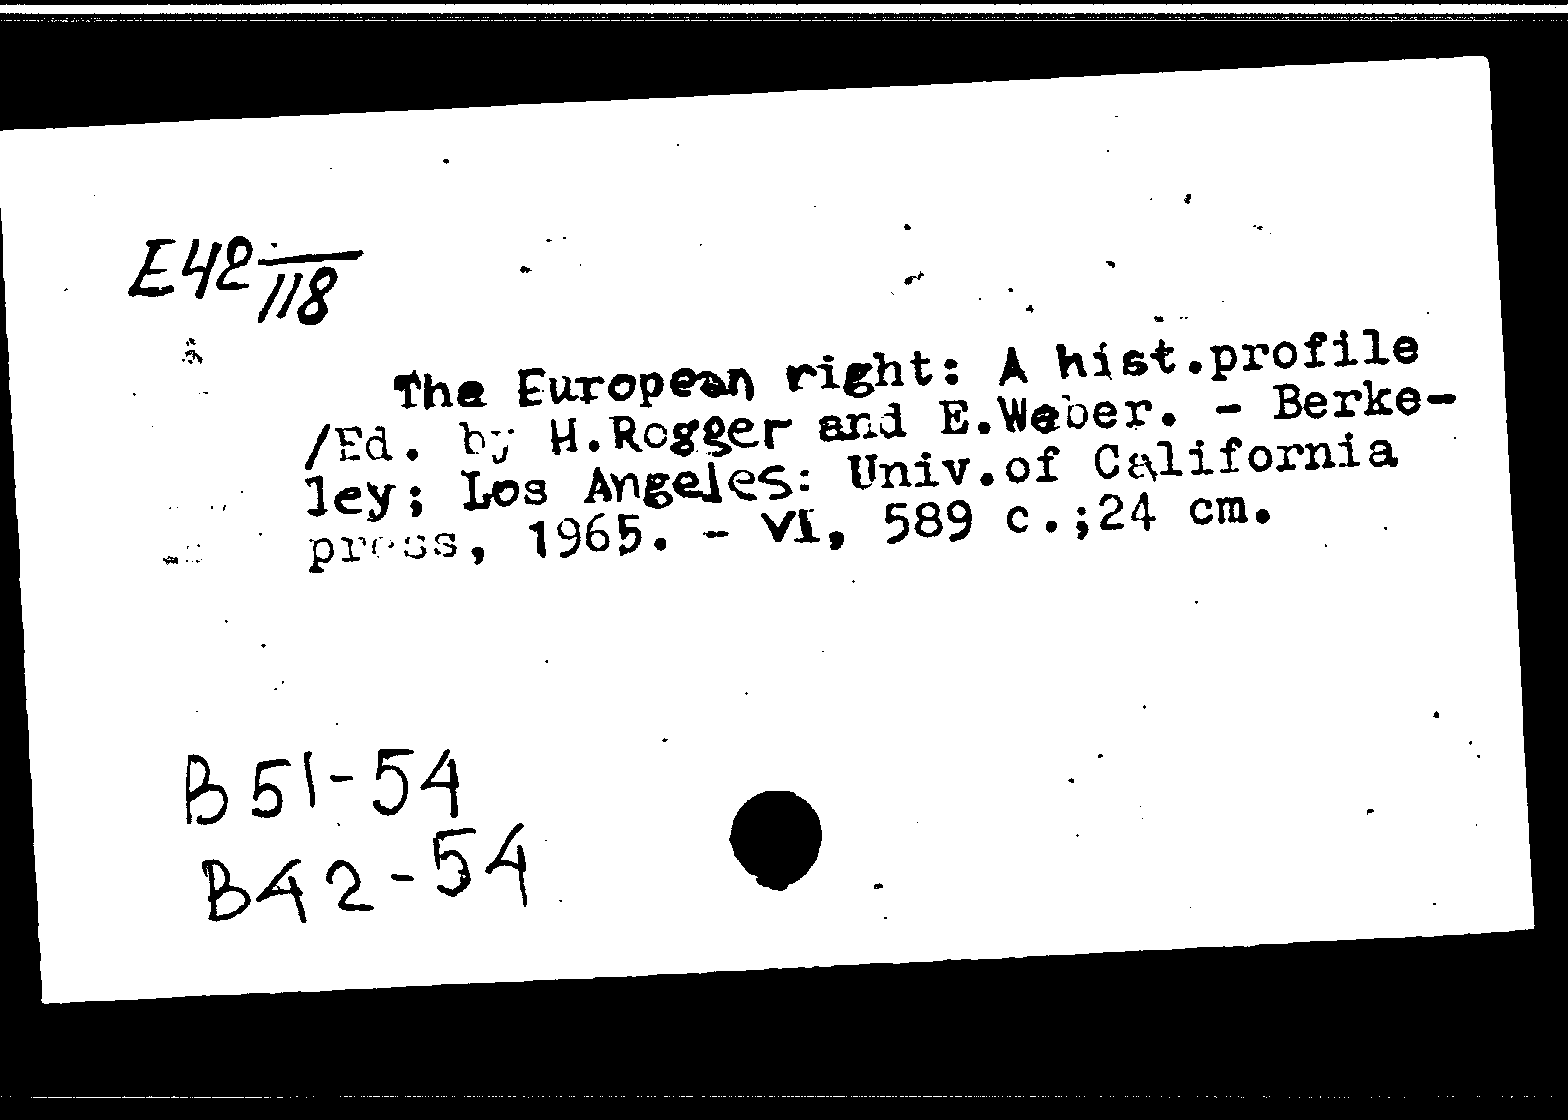 E42 —
118
The European right: A hist.profile
/Ed. by H.Rogger and E.Weber. - Berke-
ley; Los Angeles: Univ.of California
press, 1965. - VI, 589 c.;24 cm.
B51-54
B42-54